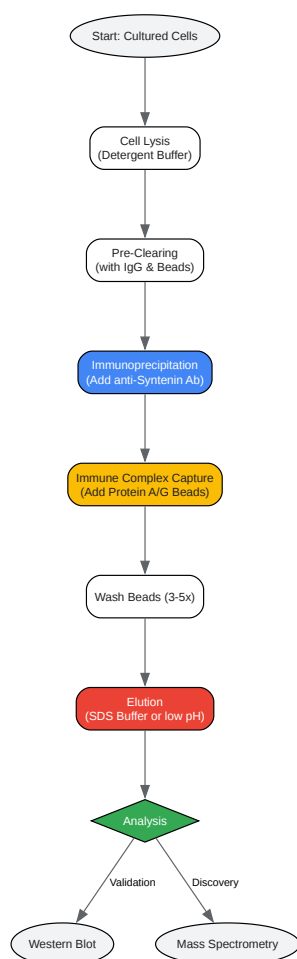 Start: Cultured Cells
Cell Lysis
(Detergent Buffer)
Pre-Clearing
(with IgG & Beads)
Immunoprecipitation
(Add anti-Syntenin Ab)
Immune Complex Capture
(Add Protein A/G Beads)
Wash Beads (3-5x)
Elution
(SDS Buffer or low pH)
Analysis
Validation
Discovery
Western Blot
Mass Spectrometry